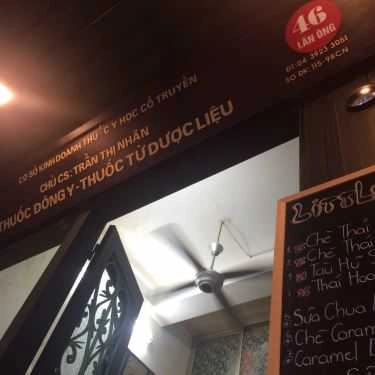 46
LÃN ÔNG
ĐT: 04 3923 3051
SỐ ĐK: 115-98CN
CƠ SỞ KINH DOANH THUỐC Y HỌC CỔ TRUYỀN
CHỦ CS: TRẦN THỊ NHÂN
THUỐC ĐÔNG Y - THUỐC TỪ DƯỢC LIỆU
Chè Thái
Chè Thái
Tàu Hũ
Thái Hoa
Sữa Chua
Chè Caram
Caramel